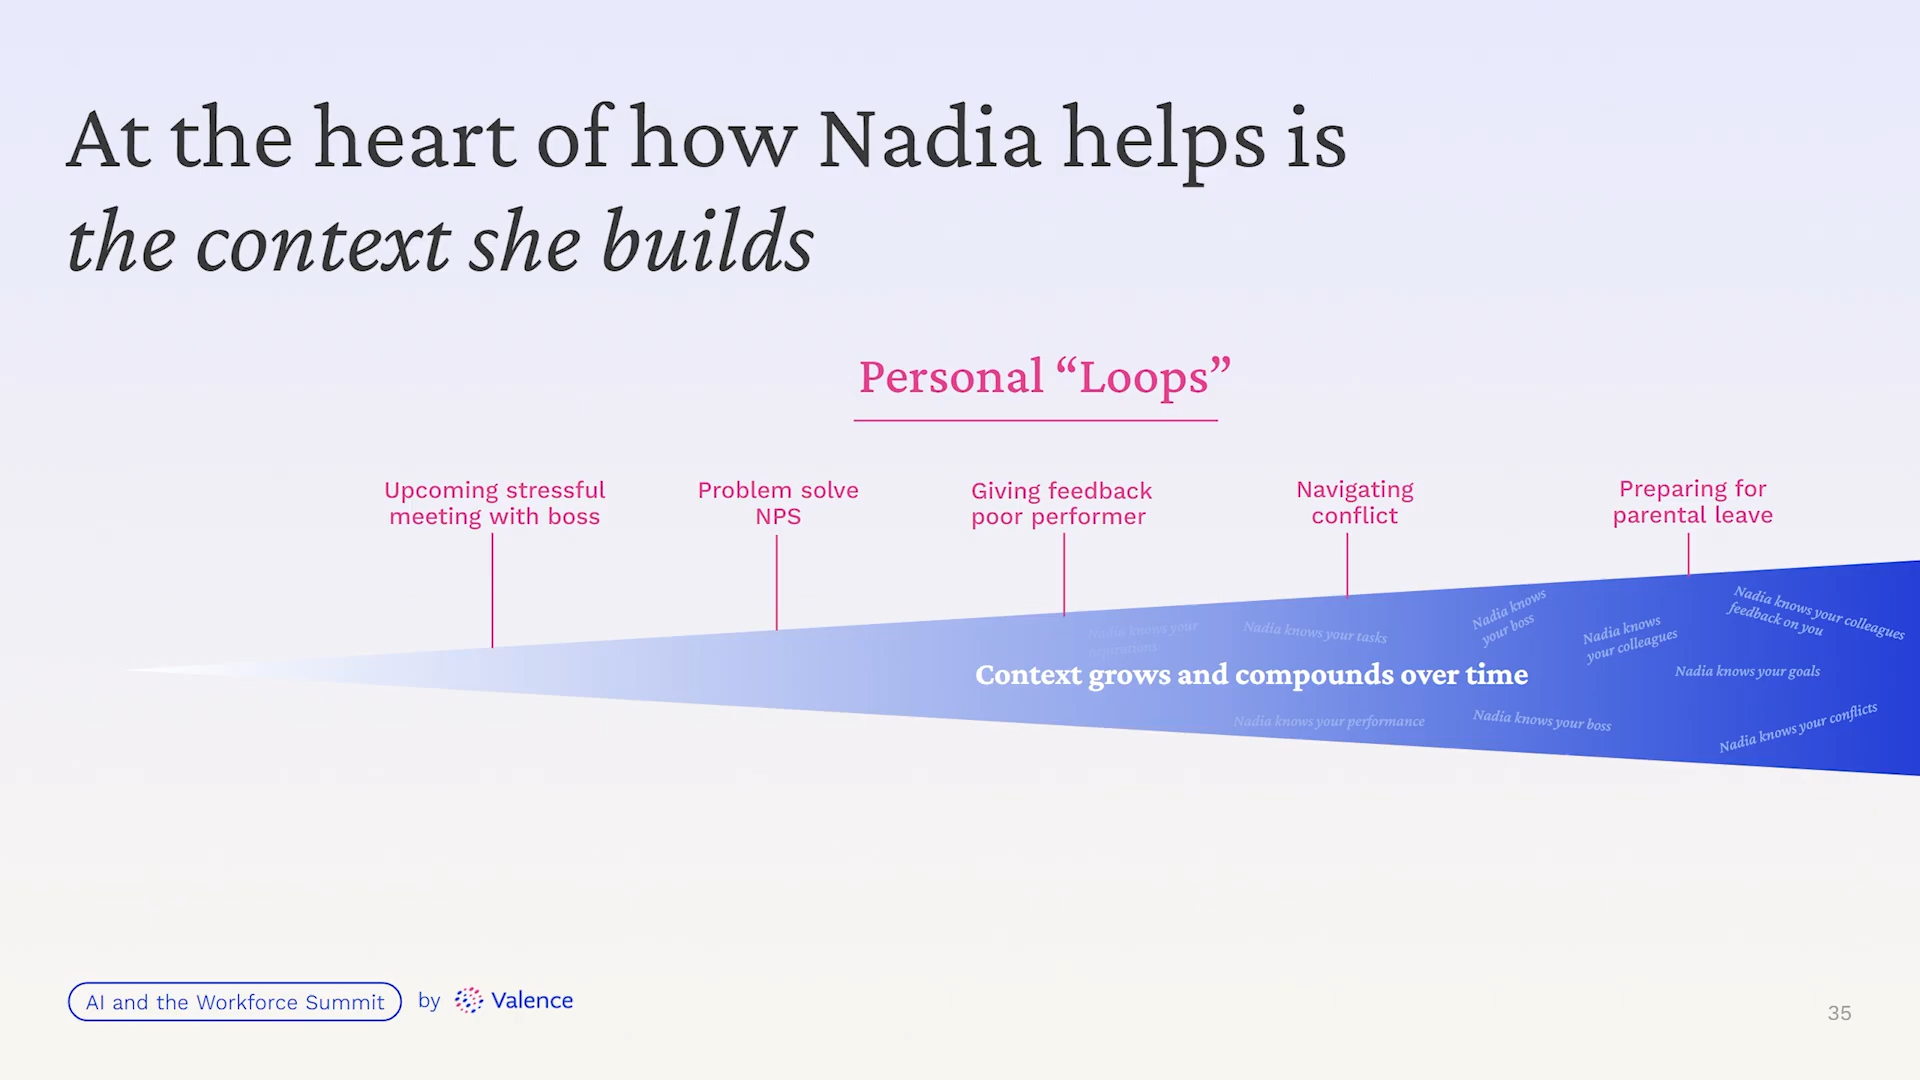 At the heart of how Nadia helps is
the context she builds
Personal “Loops”
Upcoming stressful
meeting with boss
Problem solve
NPS
Giving feedback
poor performer
Navigating
conflict
Preparing for
parental leave
Nadia knows your
aspirations
Nadia knows your tasks
Nadia knows
your boss
Nadia knows
your colleagues
Nadia knows your colleagues
feedback on you
Context grows and compounds over time
Nadia knows your goals
Nadia knows your performance
Nadia knows your boss
Nadia knows your conflicts
AI and the Workforce Summit
by
Valence
35